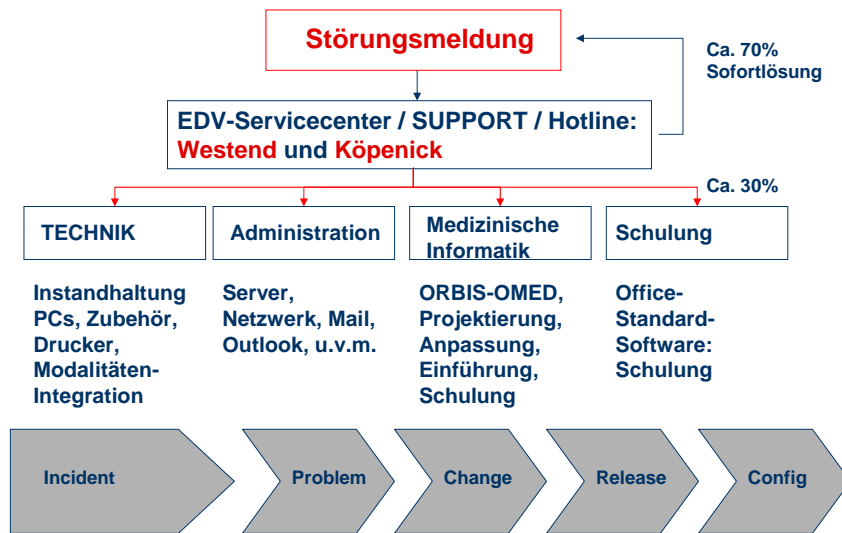 Störungsmeldung
Ca. 70%
Sofortlösung
EDV-Servicecenter / SUPPORT / Hotline:
Westend und Köpenick
Ca. 30%
TECHNIK
Administration
Medizinische
Informatik
Schulung
Instandhaltung
PCs, Zubehör,
Drucker,
Modalitäten-
Integration
Server,
Netzwerk, Mail,
Outlook, u.v.m.
ORBIS-OMED,
Projektierung,
Anpassung,
Einführung,
Schulung
Office-
Standard-
Software:
Schulung
Incident
Problem
Change
Release
Config